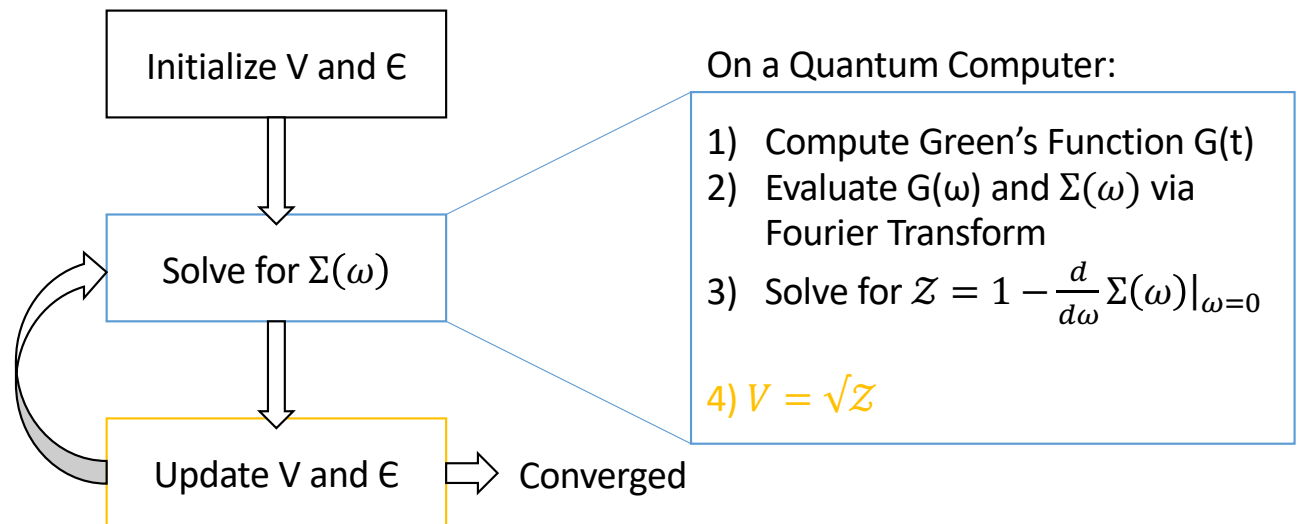 Initialize V and Є
On a Quantum Computer:
1) Compute Green’s Function G(t)
2) Evaluate G(ω) and Σ(𝜔) via
Fourier Transform
3) Solve for 𝒵 = 1 − 𝑑/𝑑𝜔 Σ(𝜔)|𝜔=0
4) 𝑉 = √𝒵
Solve for Σ(𝜔)
Update V and Є
Converged